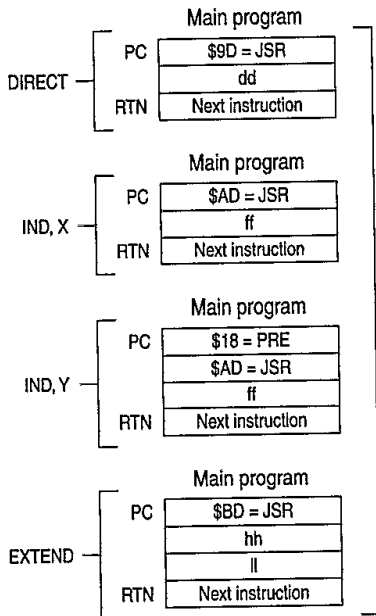 Main program
PC $9D = JSR
DIRECT dd
RTN Next instruction
Main program
PC $AD = JSR
IND, X ff
RTN Next instruction
Main program
PC $18 = PRE
$AD = JSR
IND, Y ff
RTN Next instruction
Main program
PC $BD = JSR
hh
EXTEND ll
RTN Next instruction